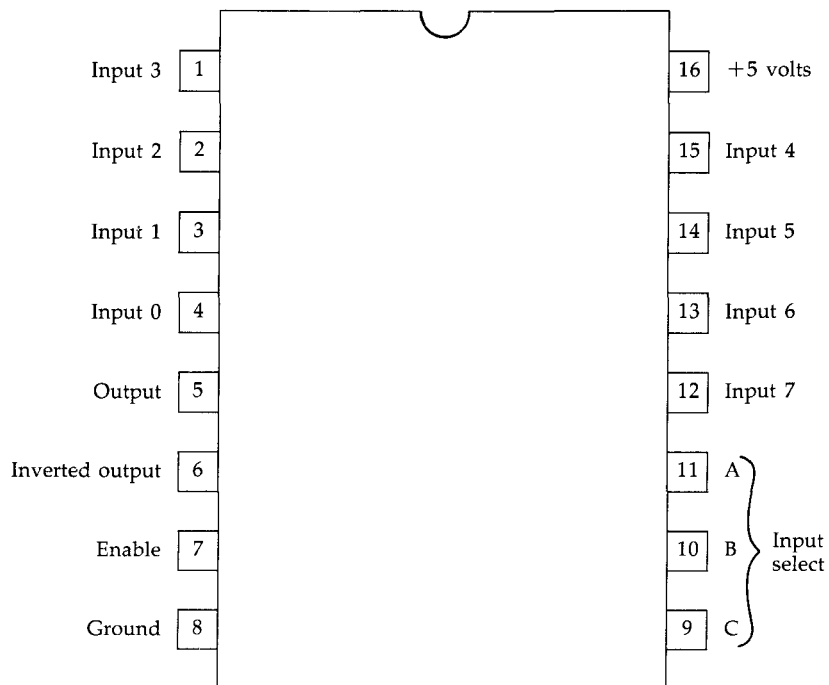 Input 3 1 16 +5 volts
Input 2 2 15 Input 4
Input 1 3 14 Input 5
Input 0 4 13 Input 6
Output 5 12 Input 7
Inverted output 6 11 A
Enable 7 10 B Input
select
Ground 8 9 C